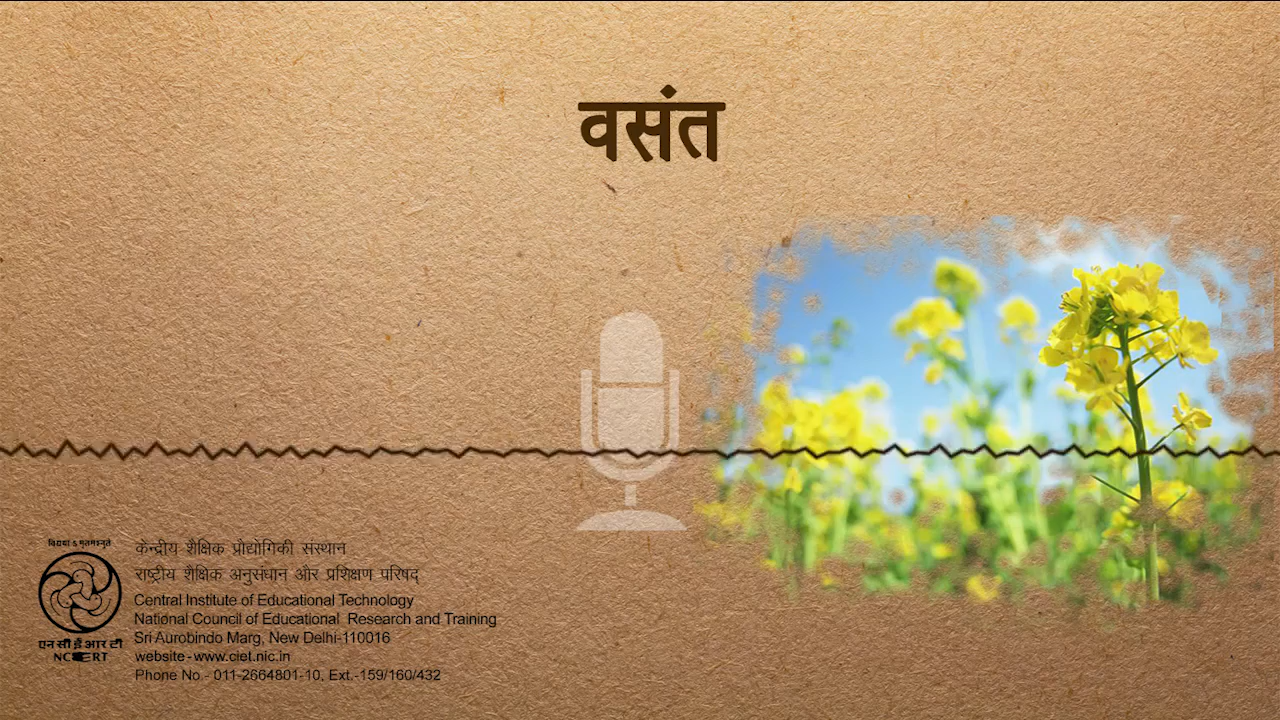 वसंत
विद्यया ऽ मृतमश्नुते
एन सी ई आर टी
NCERT
केन्द्रीय शैक्षिक प्रौद्योगिकी संस्थान
राष्ट्रीय शैक्षिक अनुसंधान और प्रशिक्षण परिषद्
Central Institute of Educational Technology
National Council of Educational Research and Training
Sri Aurobindo Marg, New Delhi-110016
website - www.ciet.nic.in
Phone No.- 011-2664801-10, Ext.-159/160/432